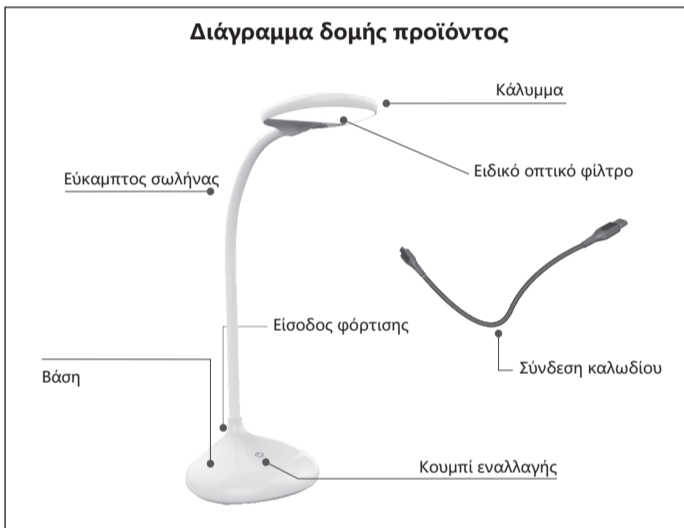 Διάγραμμα δομής προϊόντος
Κάλυμμα
Ειδικό οπτικό φίλτρο
Εύκαμπτος σωλήνας
Είσοδος φόρτισης
Σύνδεση καλωδίου
Βάση
Κουμπί εναλλαγής